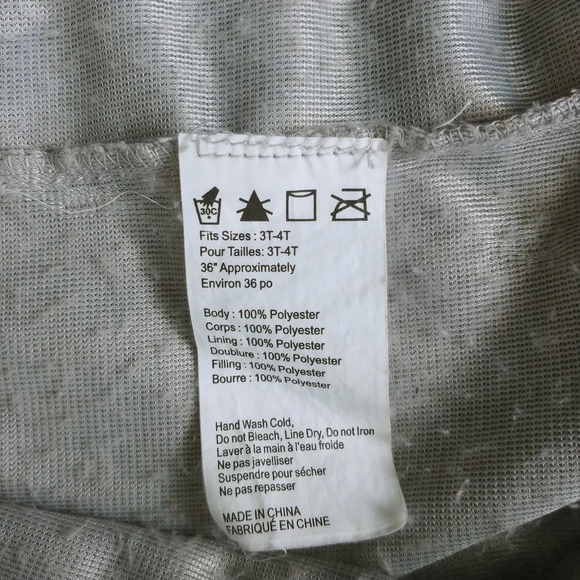 30C
Fits Sizes : 3T-4T
Pour Tailles: 3T-4T
36" Approximately
Environ 36 po
Body : 100% Polyester
Corps : 100% Polyester
Lining : 100% Polyester
Doublure : 100% Polyester
Filling : 100% Polyester
Bourre : 100% Polyester
Hand Wash Cold,
Do not Bleach, Line Dry, Do not Iron
Laver à la main à l'eau froide
Ne pas javelliser
Suspendre pour sécher
Ne pas repasser
MADE IN CHINA
FABRIQUÉ EN CHINE